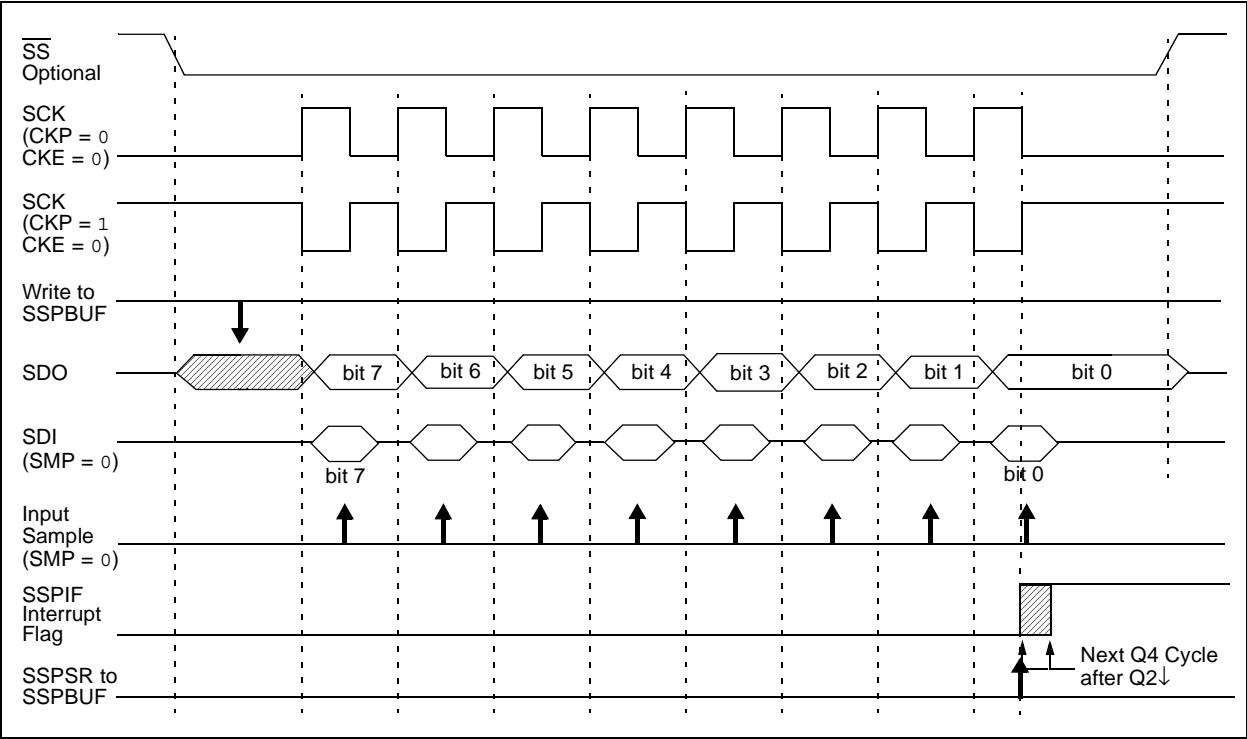 SS
Optional
SCK
(CKP = 0
CKE = 0)
SCK
(CKP = 1
CKE = 0)
Write to
SSPBUF
SDO
bit 7
bit 6
bit 5
bit 4
bit 3
bit 2
bit 1
bit 0
SDI
(SMP = 0)
bit 7
bit 0
Input
Sample
(SMP = 0)
SSPIF
Interrupt
Flag
Next Q4 Cycle
after Q2↓
SSPSR to
SSPBUF